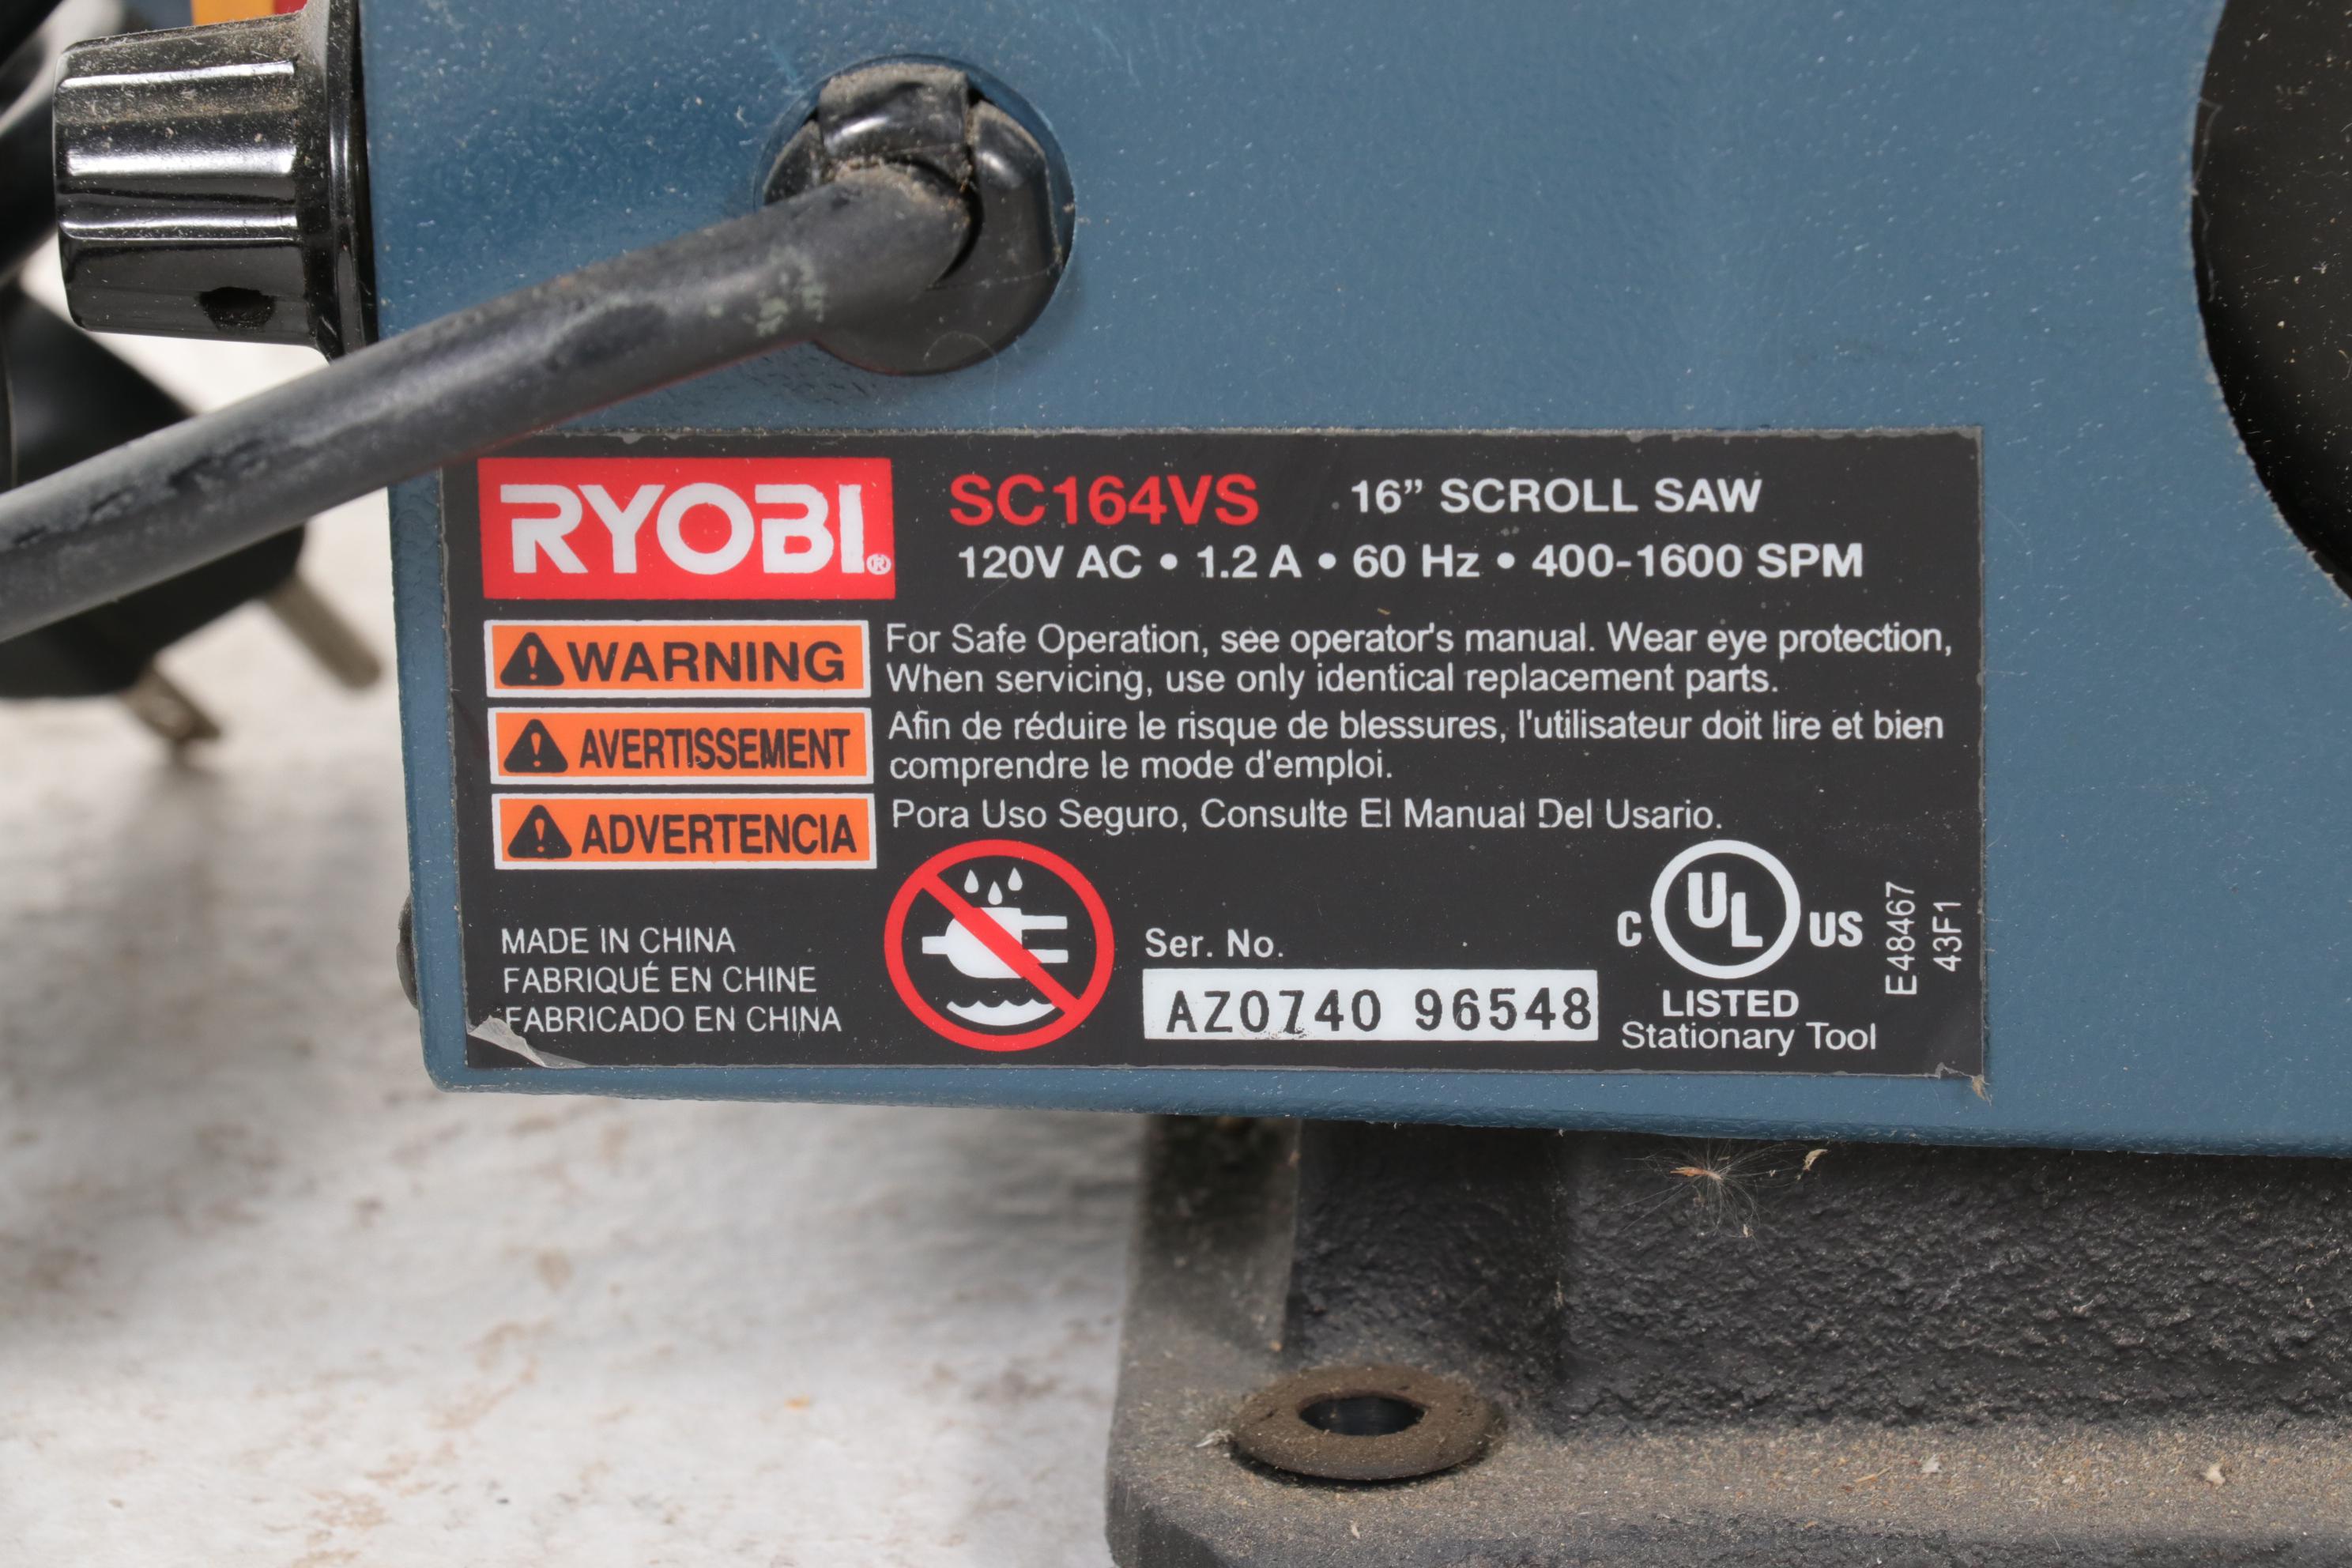 RYOBI®
SC164VS 16” SCROLL SAW
120V AC • 1.2 A • 60 Hz • 400-1600 SPM
WARNING
For Safe Operation, see operator's manual. Wear eye protection,
When servicing, use only identical replacement parts.
AVERTISSEMENT
Afin de réduire le risque de blessures, l'utilisateur doit lire et bien
comprendre le mode d'emploi.
ADVERTENCIA
Pora Uso Seguro, Consulte El Manual Del Usario.
MADE IN CHINA
FABRIQUÉ EN CHINE
FABRICADO EN CHINA
Ser. No.
AZ0740 96548
C UL US
LISTED
Stationary Tool
E48467
43F1